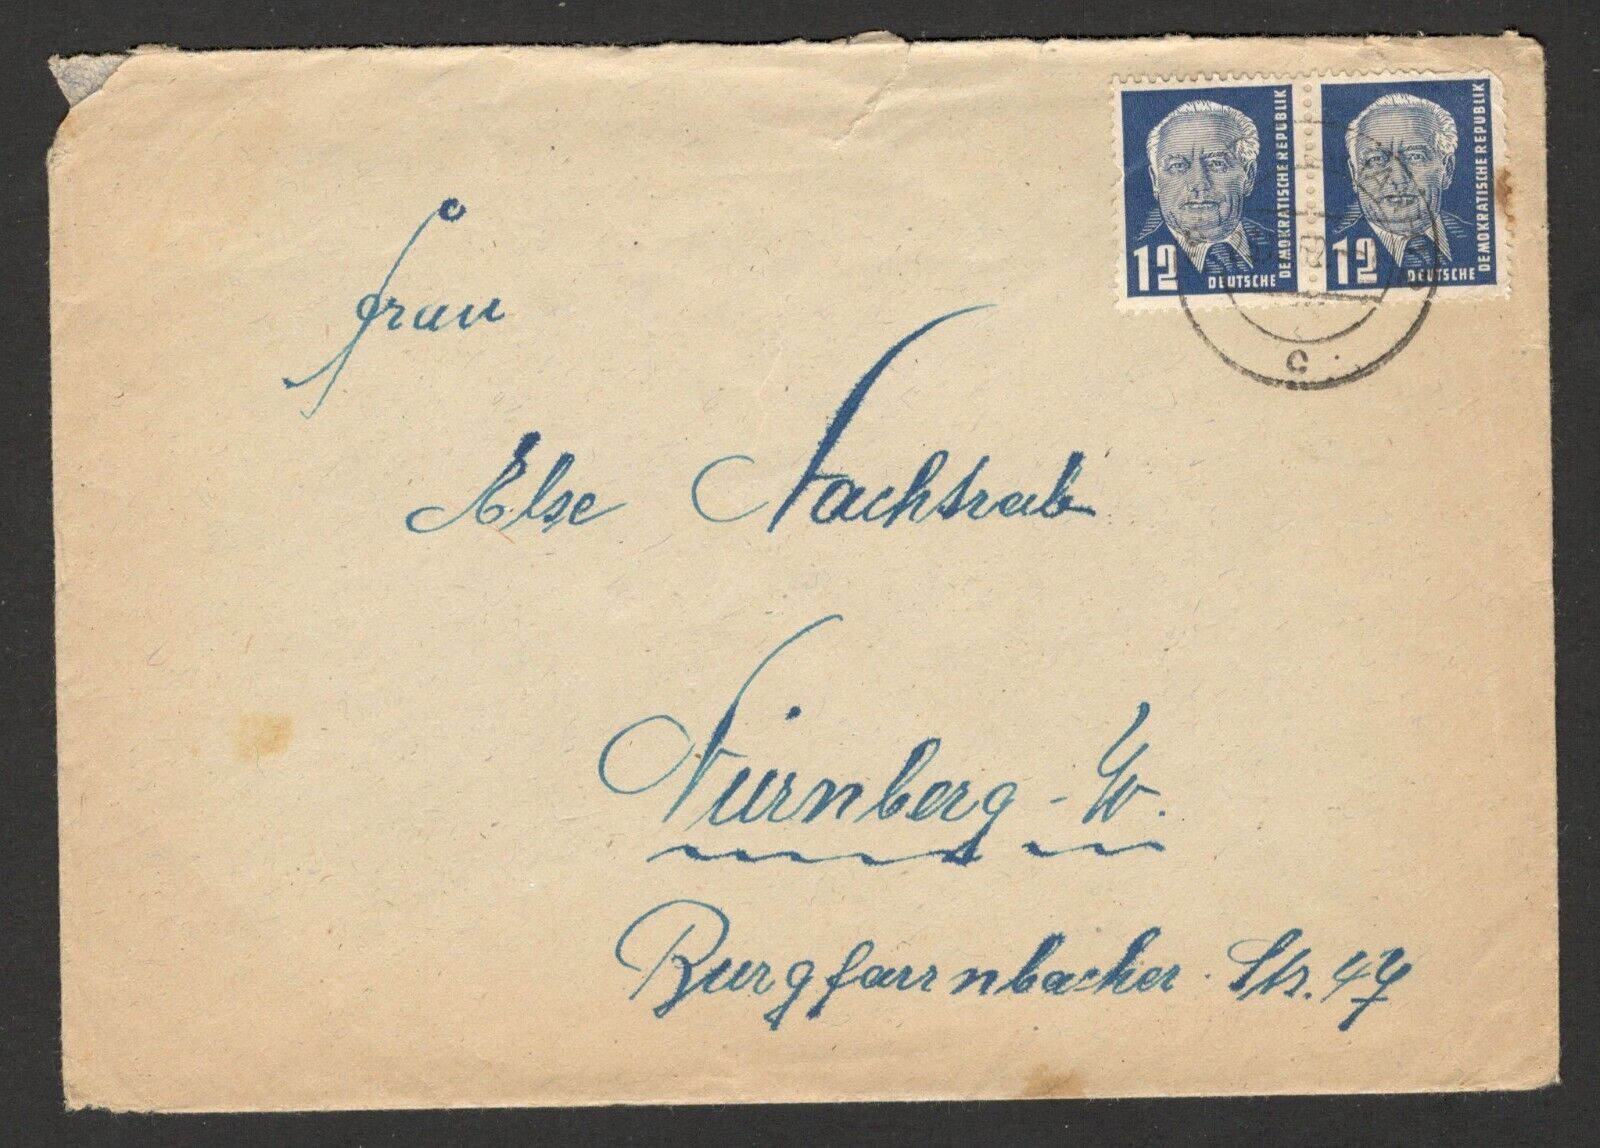 12 DEUTSCHE DEMOKRATISCHE REPUBLIK
12 DEUTSCHE DEMOKRATISCHE REPUBLIK
c
Frau
Else Nachtrab
Nürnberg - W.
Burgfarrnbacher Str. 47